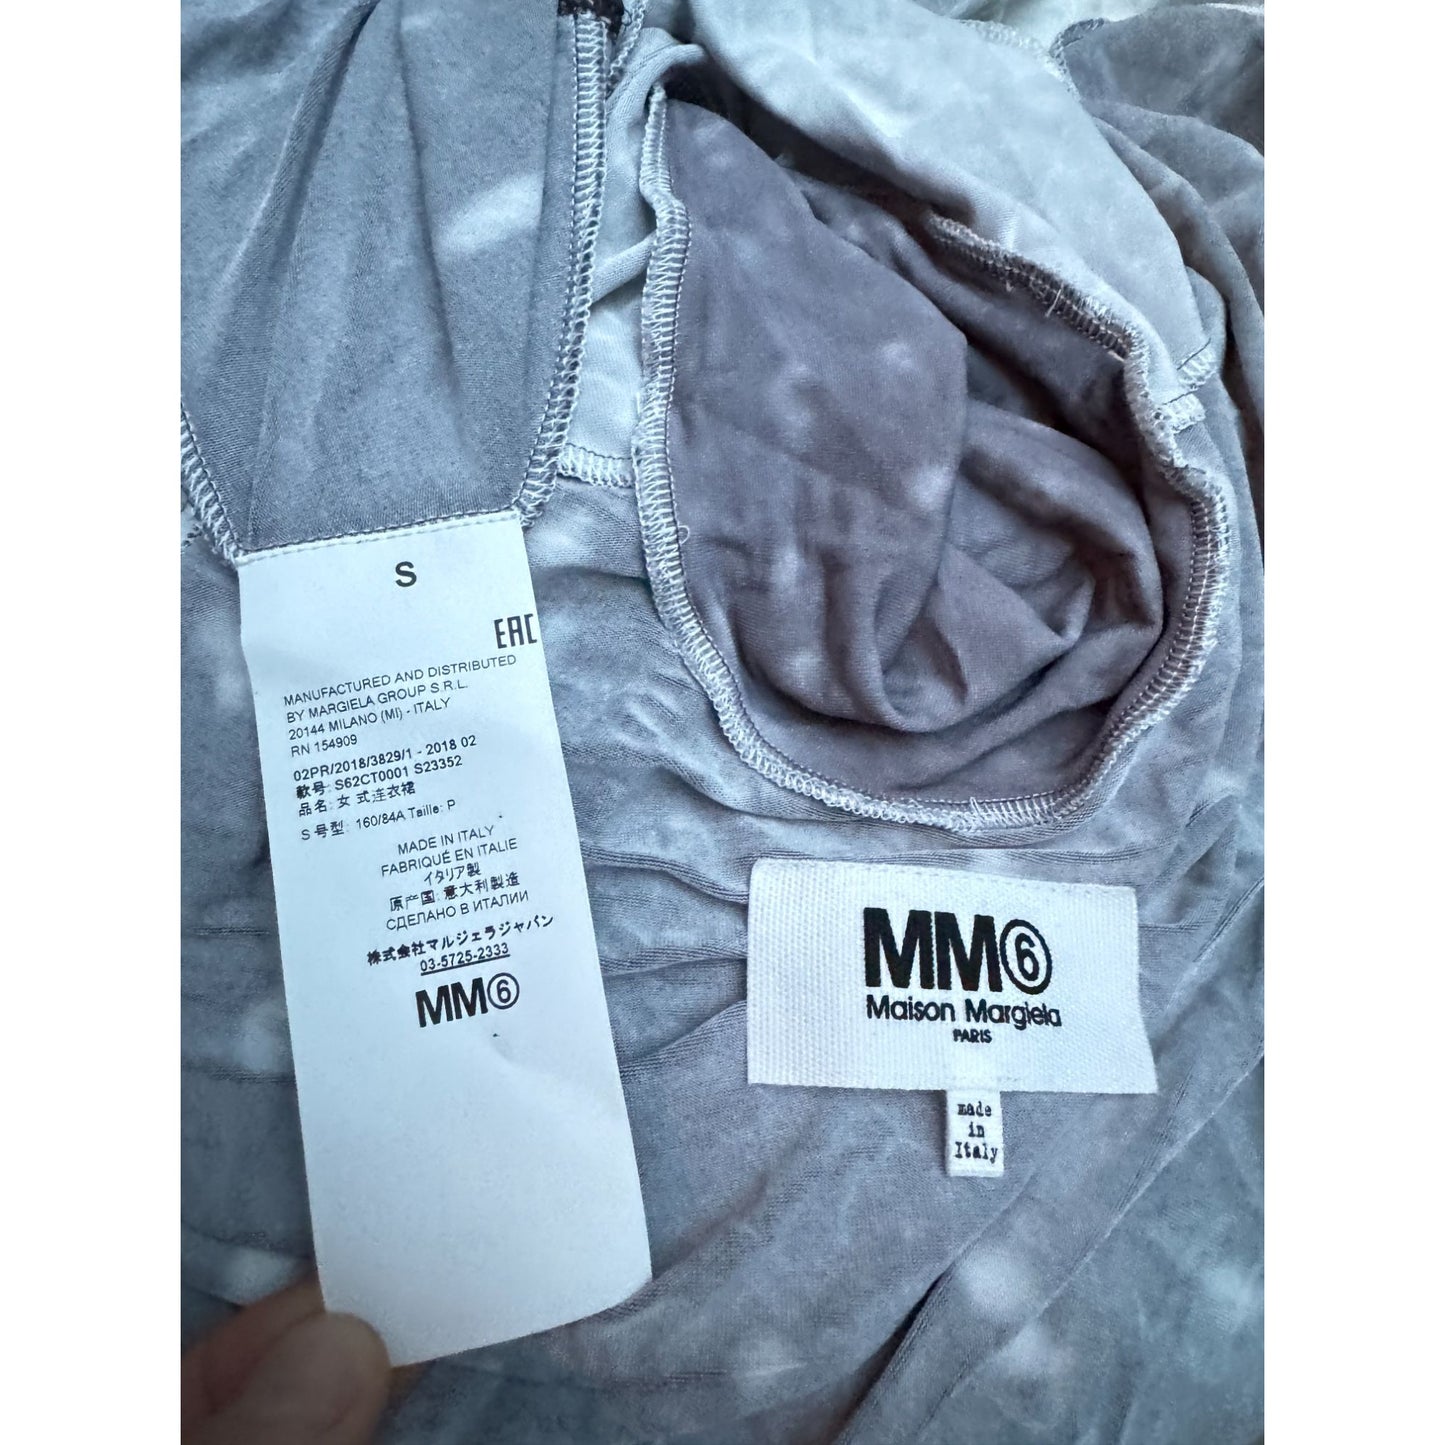 S
EAC
MANUFACTURED AND DISTRIBUTED
BY MARGIELA GROUP S.R.L.
20144 MILANO (MI) - ITALY
RN 154909
02PR/2018/3829/1 - 2018 02
款号: S62CT0001 S23352
品名: 女 式连衣裙
S 号型: 160/84A Taille: P
MADE IN ITALY
FABRIQUÉ EN ITALIE
イタリア製
原产国: 意大利製造
СДЕЛАНО В ИТАЛИИ
株式会社マルジェラジャパン
03-5725-2333
MM⑥
MM⑥
Maison Margiela
PARIS
made
in
Italy